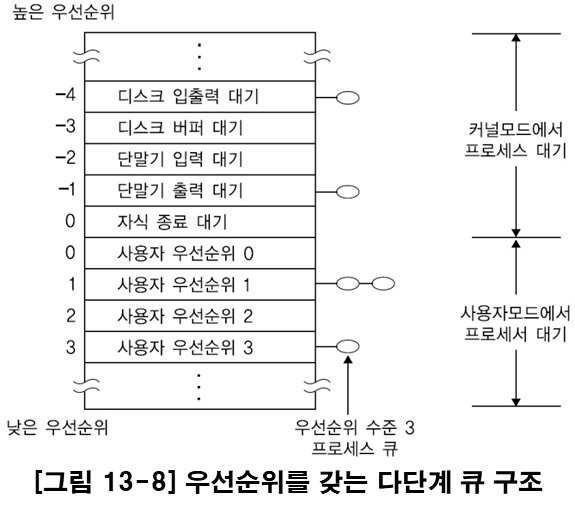 높은 우선순위
-4 디스크 입출력 대기
-3 디스크 버퍼 대기
-2 단말기 입력 대기
-1 단말기 출력 대기
0 자식 종료 대기
0 사용자 우선순위 0
1 사용자 우선순위 1
2 사용자 우선순위 2
3 사용자 우선순위 3
낮은 우선순위
우선순위 수준 3
프로세스 큐
커널모드에서
프로세스 대기
사용자모드에서
프로세서 대기
[그림 13-8] 우선순위를 갖는 다단계 큐 구조